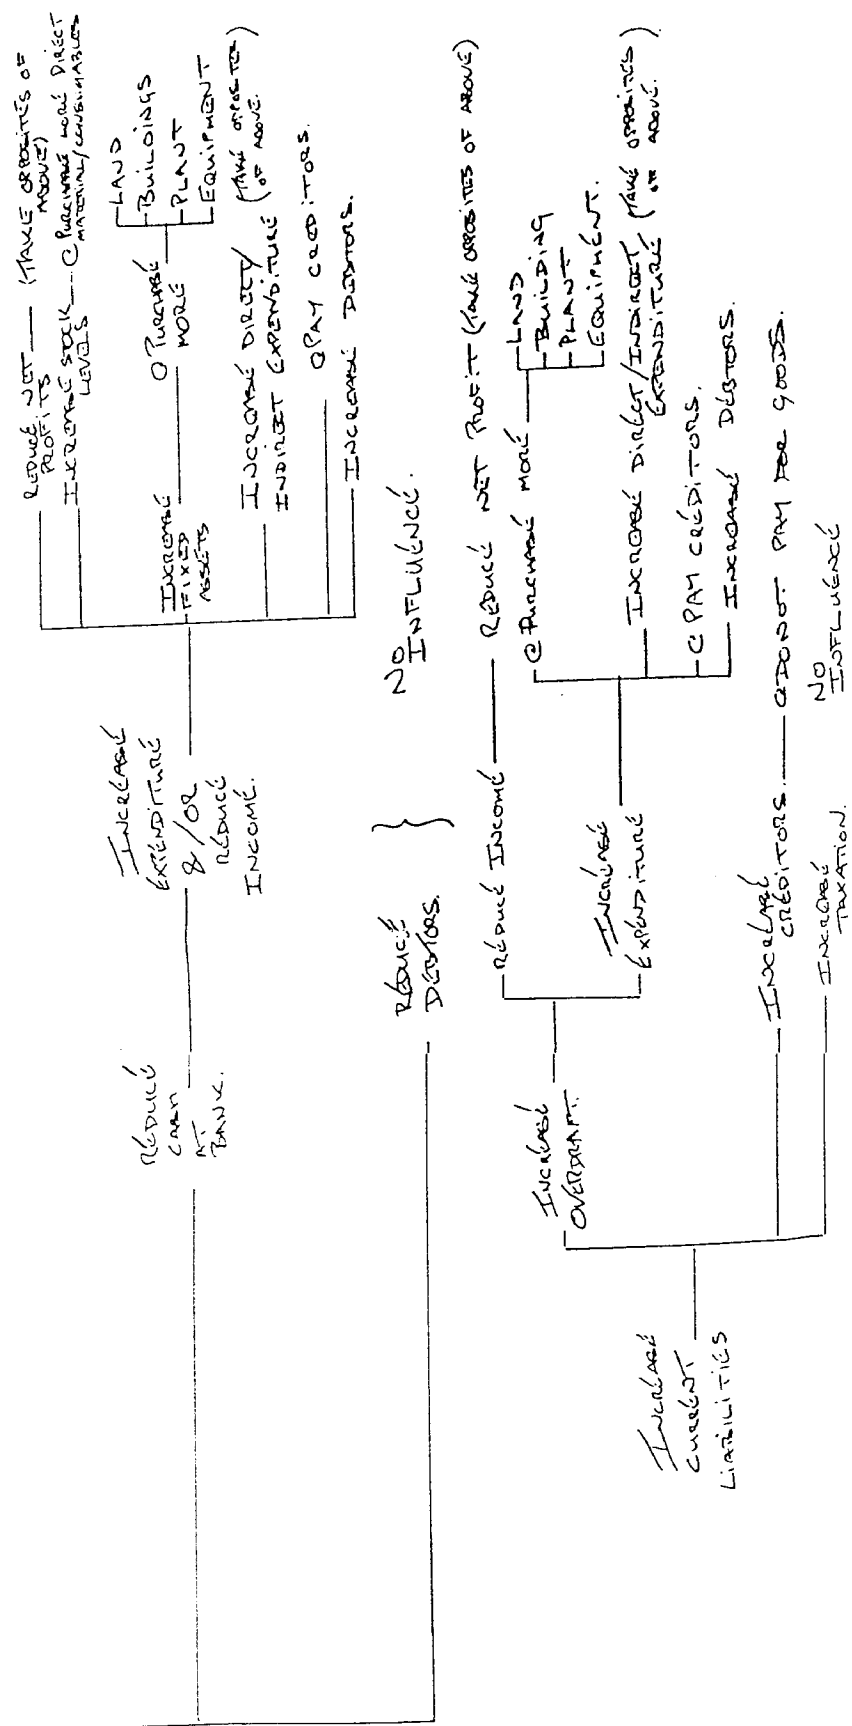 REDUCE NET
PROFITS
(TAKE OPPOSITES OF
ABOVE)
INCREASE STOCK
LEVELS
@ PURCHASE MORE DIRECT
MATERIAL/CONSUMABLES
INCREASE
FIXED
ASSETS
@ PURCHASE
MORE
LAND
BUILDINGS
PLANT
EQUIPMENT
INCREASE DIRECT/
INDIRECT EXPENDITURE
(TAKE OPPOSITES
OF ABOVE.
@ PAY CREDITORS.
INCREASE DEBTORS.
INCREASE
EXPENDITURE
&/OR
REDUCE
INCOME.
REDUCE
CASH
AT
BANK.
REDUCE
DEBTORS.
}
NO
INFLUENCE.
INCREASE
CURRENT
LIABILITIES
INCREASE
OVERDRAFT.
REDUCE INCOME
REDUCE NET PROFIT (TAKE OPPOSITES OF ABOVE)
INCREASE
EXPENDITURE
@ PURCHASE MORE
LAND
BUILDING
PLANT
EQUIPMENT.
INCREASE DIRECT/INDIRECT
EXPENDITURE
(TAKE OPPOSITES
OF ABOVE.
@ PAY CREDITORS.
INCREASE DEBTORS.
INCREASE
CREDITORS.
@ DO NOT PAY FOR GOODS.
INCREASE
TAXATION.
NO
INFLUENCE